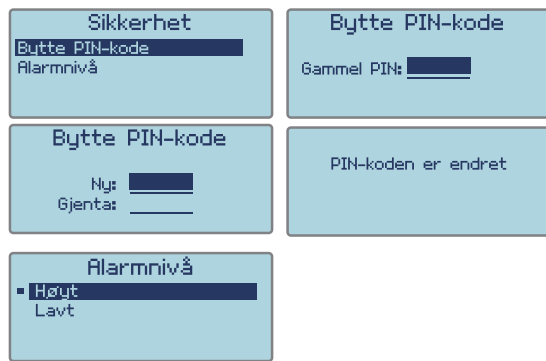 Sikkerhet
Bytte PIN-kode
Alarmnivå
Bytte PIN-kode
Gammel PIN:
Bytte PIN-kode
Ny:
Gjenta:
PIN-koden er endret
Alarmnivå
Høyt
Lavt